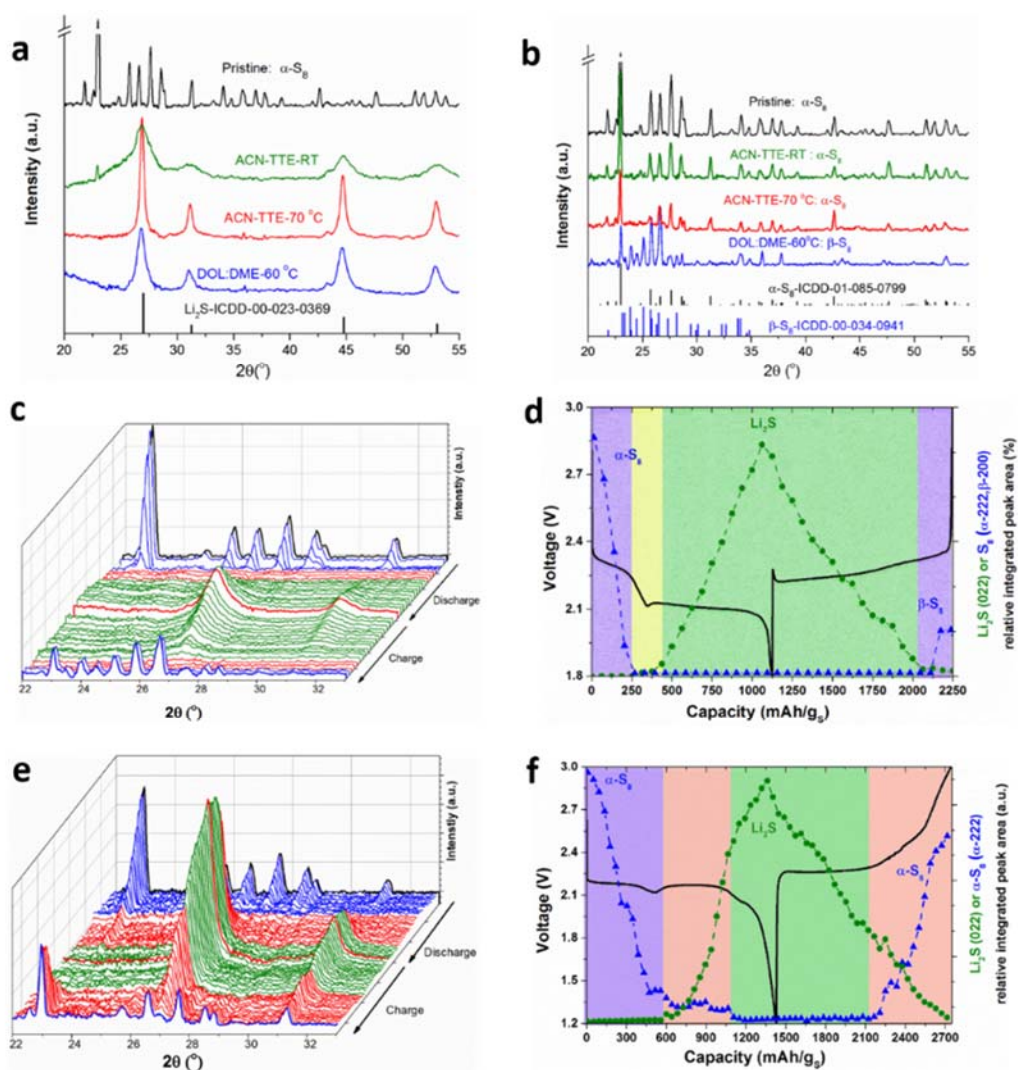 a
Pristine: α-S8
ACN-TTE-RT
ACN-TTE-70 °C
DOL:DME-60 °C
Li2S-ICDD-00-023-0369
Intensity (a.u.)
20 25 30 35 40 45 50 55
2θ(°)
b
Pristine: α-S8
ACN-TTE-RT : α-S8
ACN-TTE-70 °C: α-S8
DOL:DME-60°C: β-S8
α-S8-ICDD-01-085-0799
β-S8-ICDD-00-034-0941
Intensity (a.u.)
20 25 30 35 40 45 50 55
2θ(°)
c
Intenstiy (a.u.)
Discharge
Charge
22 24 26 28 30 32
2θ (°)
d
3.0
2.7
2.4
2.1
1.8
Voltage (V)
α-S8
Li2S
β-S8
Li2S (022) or S8 (α-222,β-200)
relative integrated peak area (%)
0 250 500 750 1000 1250 1500 1750 2000 2250
Capacity (mAh/gS)
e
Intenstiy (a.u.)
Discharge
Charge
22 24 26 28 30 32
2θ (°)
f
3.0
2.7
2.4
2.1
1.8
1.5
1.2
Voltage (V)
α-S8
Li2S
α-S8
Li2S (022) or α-S8 (α-222)
relative integrated peak area (a.u.)
0 300 600 900 1200 1500 1800 2100 2400 2700
Capacity (mAh/gS)